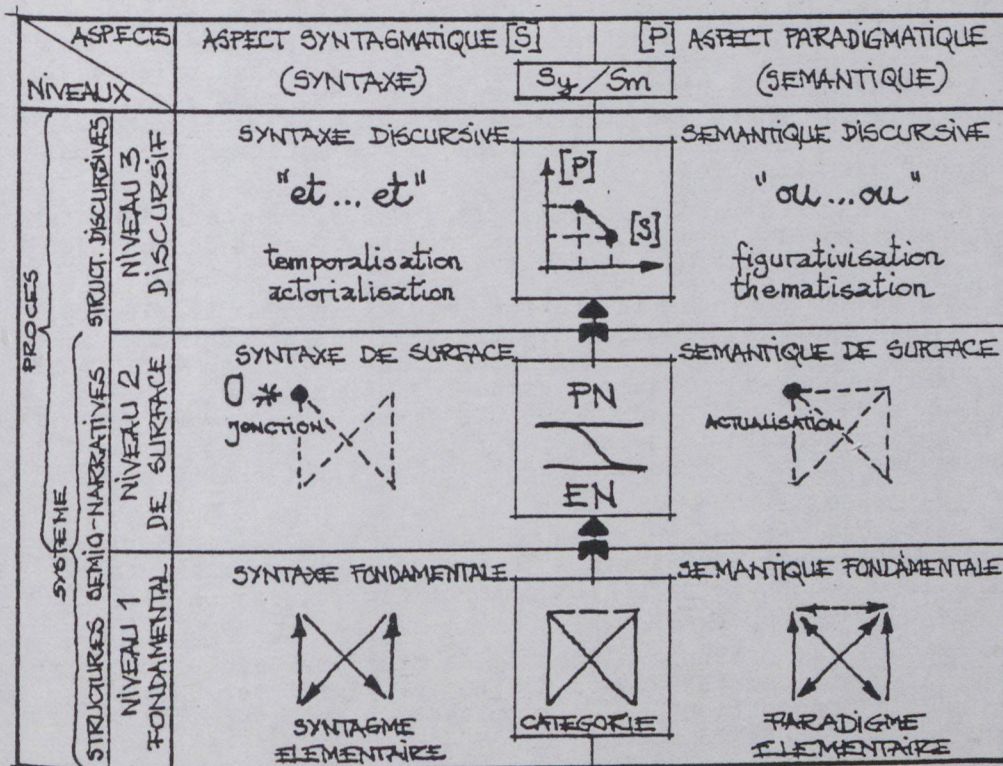 ASPECTS
NIVEAUX
ASPECT SYNTAGMATIQUE [S]
(SYNTAXE)
[P] ASPECT PARADIGMATIQUE
(SEMANTIQUE)
Sy/Sm
PROCES
SYSTEME
STRUCT. DISCURSIVES
NIVEAU 3
DISCURSIF
SYNTAXE DISCURSIVE
"et ... et"
temporalisation
actorialisation
[P]
[S]
SEMANTIQUE DISCURSIVE
"ou ... ou"
figurativisation
thematisation
STRUCTURES SEMIO-NARRATIVES
NIVEAU 2
DE SURFACE
SYNTAXE DE SURFACE
JONCTION
PN
EN
SEMANTIQUE DE SURFACE
ACTUALISATION
NIVEAU 1
FONDAMENTAL
SYNTAXE FONDAMENTALE
SYNTAGME
ELEMENTAIRE
CATEGORIE
SEMANTIQUE FONDAMENTALE
PARADIGME
ELEMENTAIRE